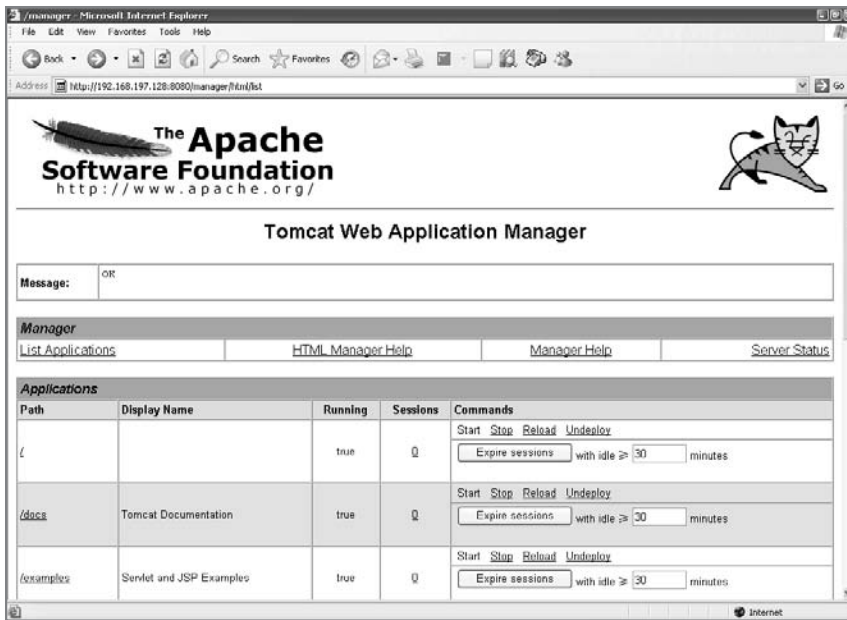 /manager - Microsoft Internet Explorer
File Edit View Favorites Tools Help
Back Search Favorites
Address http://192.168.197.128:8080/manager/html/list Go
The Apache
Software Foundation
http://www.apache.org/
Tomcat Web Application Manager
Message: OK
Manager
List Applications HTML Manager Help Manager Help Server Status
Applications
Path Display Name Running Sessions Commands
Start Stop Reload Undeploy
/ true 0 Expire sessions with idle ≥ 30 minutes
Start Stop Reload Undeploy
/docs Tomcat Documentation true 0 Expire sessions with idle ≥ 30 minutes
Start Stop Reload Undeploy
/examples Servlet and JSP Examples true 0 Expire sessions with idle ≥ 30 minutes
Internet